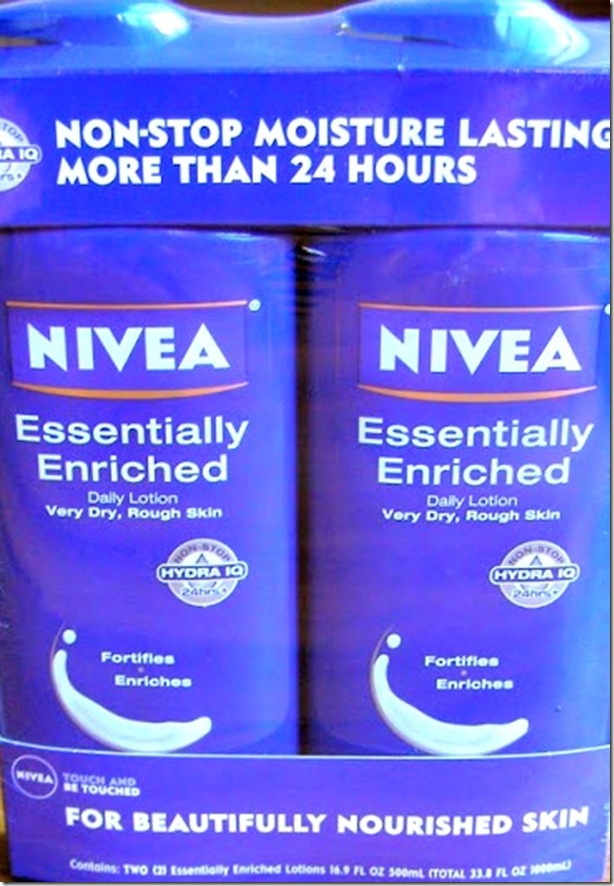 NON-STOP MOISTURE LASTING
MORE THAN 24 HOURS
RA IQ
NIVEA
Essentially
Enriched
Daily Lotion
Very Dry, Rough Skin
NON-STOP
HYDRA IQ
24hrs+
Fortifies
Enriches
NIVEA
Essentially
Enriched
Daily Lotion
Very Dry, Rough Skin
NON-STOP
HYDRA IQ
24hrs+
Fortifies
Enriches
NIVEA
TOUCH AND
BE TOUCHED
FOR BEAUTIFULLY NOURISHED SKIN
Contains: TWO (2) Essentially Enriched Lotions 16.9 FL OZ 500mL (TOTAL 33.8 FL OZ 1000mL)